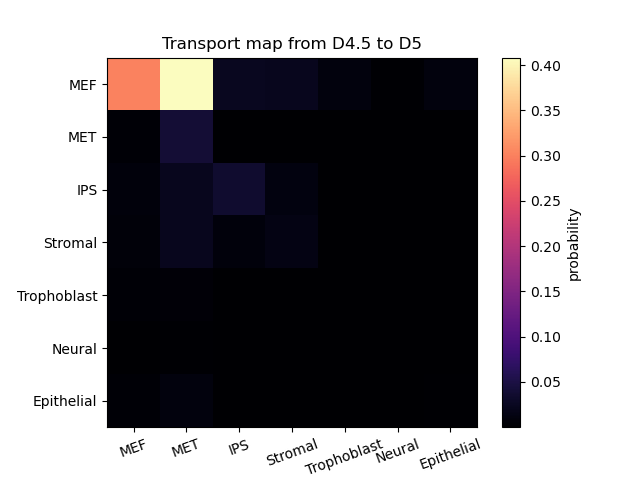 Transport map from D4.5 to D5
MEF
MET
IPS
Stromal
Trophoblast
Neural
Epithelial
MEF
MET
IPS
Stromal
Trophoblast
Neural
Epithelial
0.40
0.35
0.30
0.25
0.20
0.15
0.10
0.05
probability